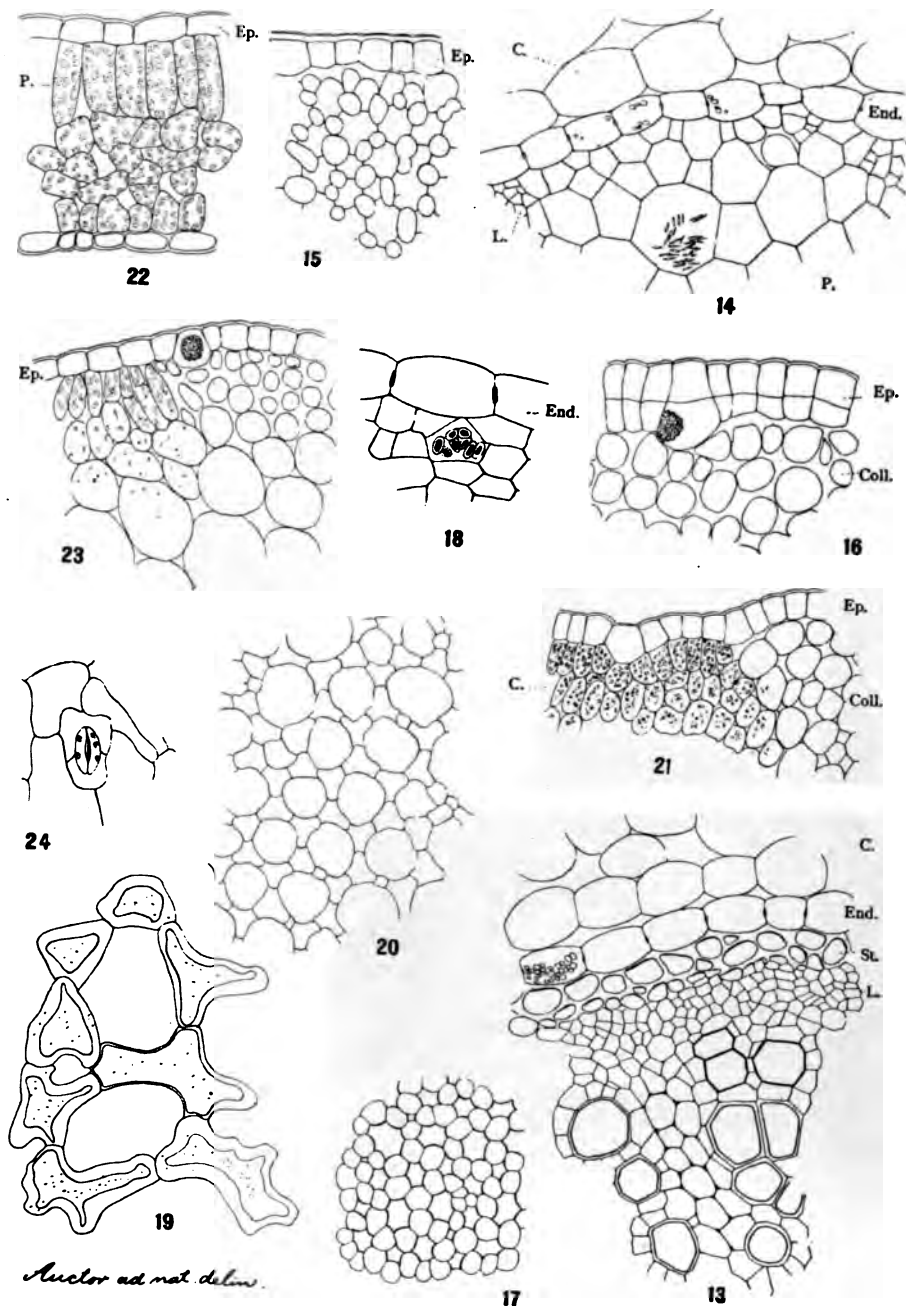 Ep.
P.
22
Ep.
15
C.
End.
L.
P.
14
Ep.
23
End.
18
Ep.
Coll.
16
Ep.
C.
Coll.
21
24
20
C.
End.
St.
L.
13
19
17
Auctor ad nat. delin.